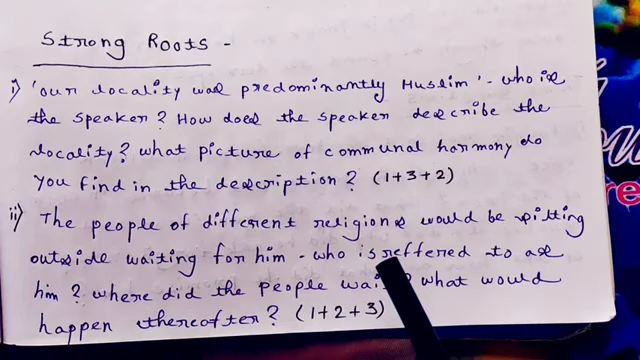 Strong Roots -
i) 'our locality was predominantly Muslim' - who is
the speaker? How does the speaker describe the
locality? what picture of communal harmony do
you find in the description? (1+3+2)
ii) The people of different religions would be sitting
outside waiting for him - who is reffered to as
him? where did the people wait? what would
happen thereafter? (1+2+3)